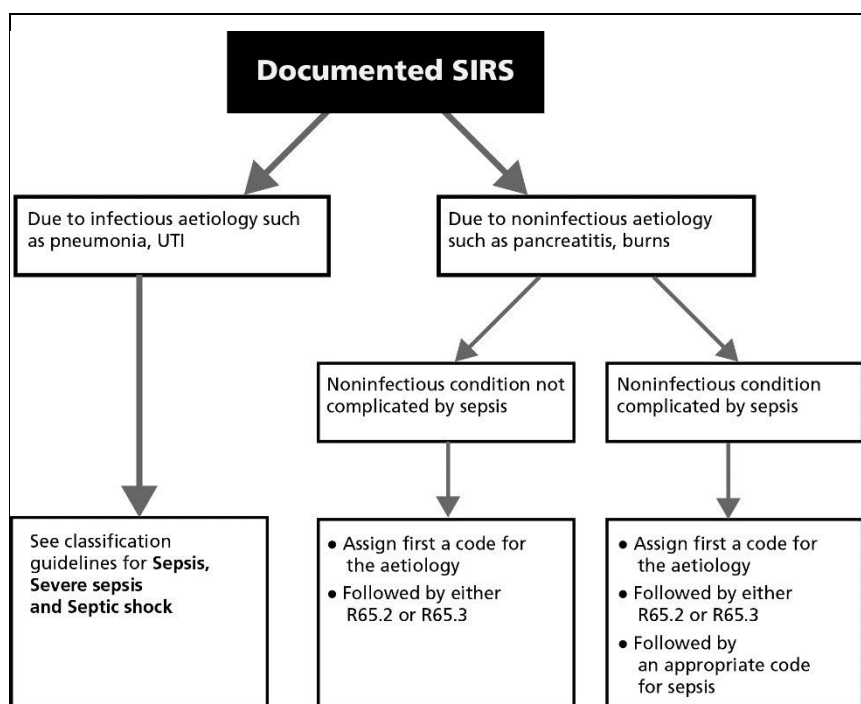 Documented SIRS
Due to infectious aetiology such
as pneumonia, UTI
Due to noninfectious aetiology
such as pancreatitis, burns
Noninfectious condition not
complicated by sepsis
Noninfectious condition
complicated by sepsis
See classification
guidelines for Sepsis,
Severe sepsis
and Septic shock
● Assign first a code for
the aetiology
● Followed by either
R65.2 or R65.3
● Assign first a code for
the aetiology
● Followed by either
R65.2 or R65.3
● Followed by
an appropriate code
for sepsis